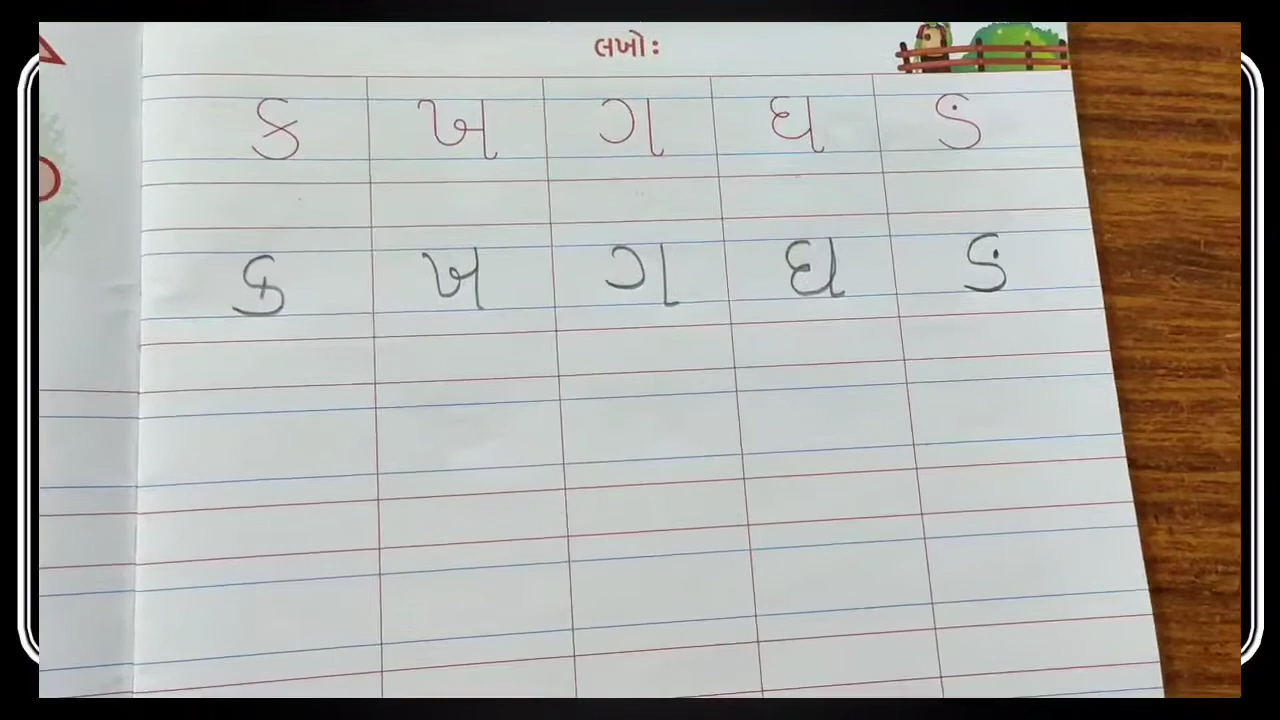 લખો:
ક ખ ગ ઘ ઙ
ક ખ ગ ઘ ઙ